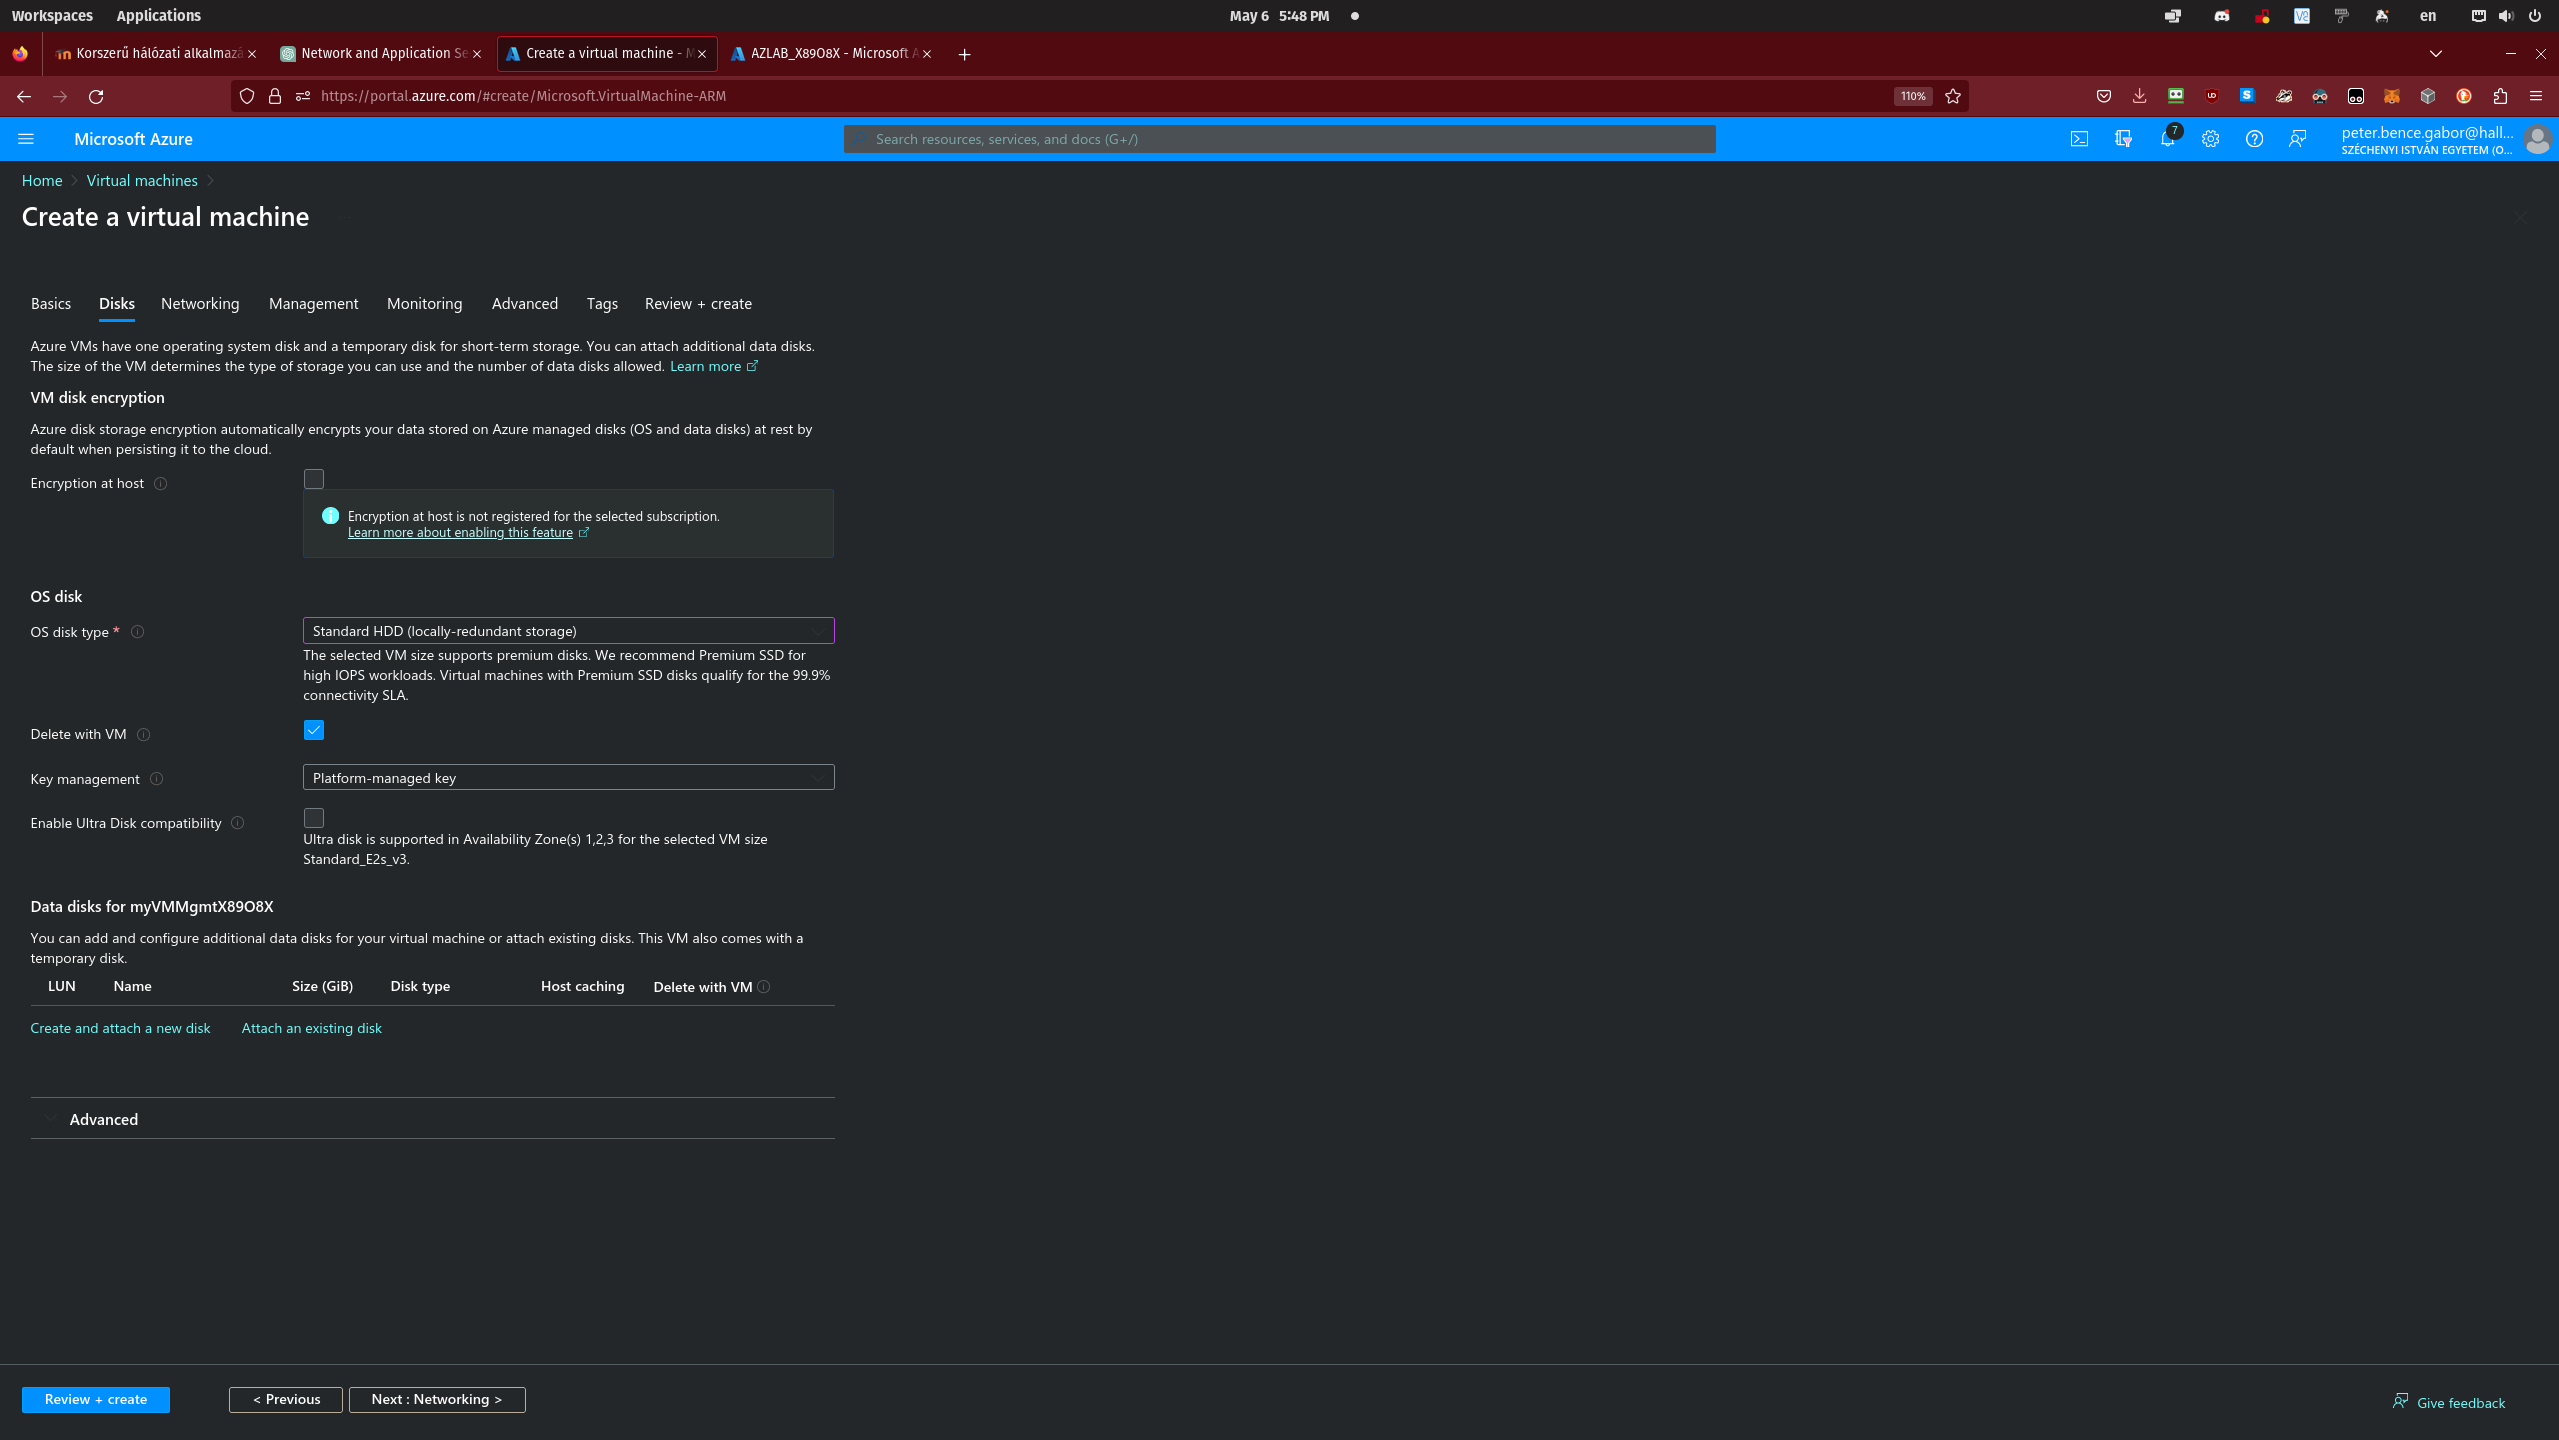 Workspaces Applications May 6 5:48 PM en
Korszerű hálózati alkalmazá Network and Application Se Create a virtual machine - M AZLAB_X89O8X - Microsoft A
https://portal.azure.com/#create/Microsoft.VirtualMachine-ARM 110%
Microsoft Azure Search resources, services, and docs (G+/) 7 peter.bence.gabor@hall...
SZÉCHENYI ISTVÁN EGYETEM (O...
Home Virtual machines
Create a virtual machine
Basics Disks Networking Management Monitoring Advanced Tags Review + create
Azure VMs have one operating system disk and a temporary disk for short-term storage. You can attach additional data disks.
The size of the VM determines the type of storage you can use and the number of data disks allowed. Learn more
VM disk encryption
Azure disk storage encryption automatically encrypts your data stored on Azure managed disks (OS and data disks) at rest by
default when persisting it to the cloud.
Encryption at host
Encryption at host is not registered for the selected subscription.
Learn more about enabling this feature
OS disk
OS disk type * Standard HDD (locally-redundant storage)
The selected VM size supports premium disks. We recommend Premium SSD for
high IOPS workloads. Virtual machines with Premium SSD disks qualify for the 99.9%
connectivity SLA.
Delete with VM
Key management Platform-managed key
Enable Ultra Disk compatibility
Ultra disk is supported in Availability Zone(s) 1,2,3 for the selected VM size
Standard_E2s_v3.
Data disks for myVMMgmtX89O8X
You can add and configure additional data disks for your virtual machine or attach existing disks. This VM also comes with a
temporary disk.
LUN Name Size (GiB) Disk type Host caching Delete with VM
Create and attach a new disk Attach an existing disk
Advanced
Review + create < Previous Next : Networking > Give feedback